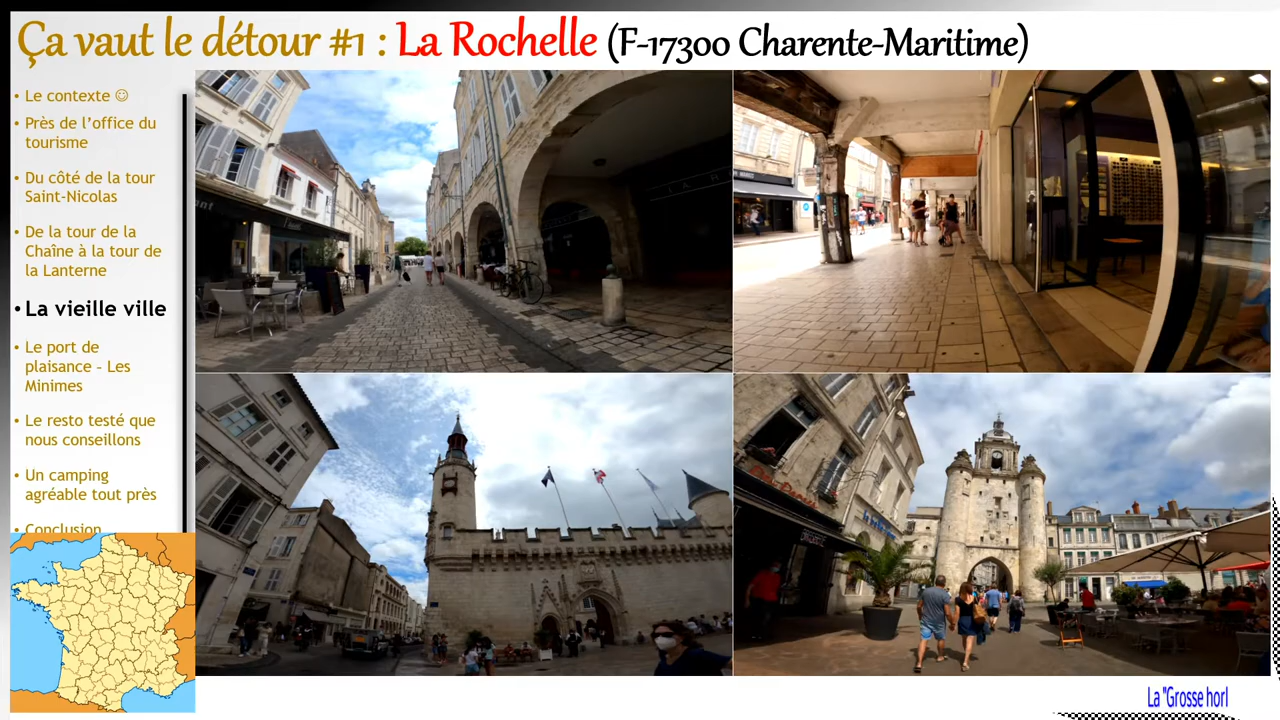 Ça vaut le détour #1 : La Rochelle (F-17300 Charente-Maritime)
• Le contexte ☺
• Près de l'office du
tourisme
• Du côté de la tour
Saint-Nicolas
• De la tour de la
Chaîne à la tour de
la Lanterne
• La vieille ville
• Le port de
plaisance – Les
Minimes
• Le resto testé que
nous conseillons
• Un camping
agréable tout près
• Conclusion
La "Grosse horl